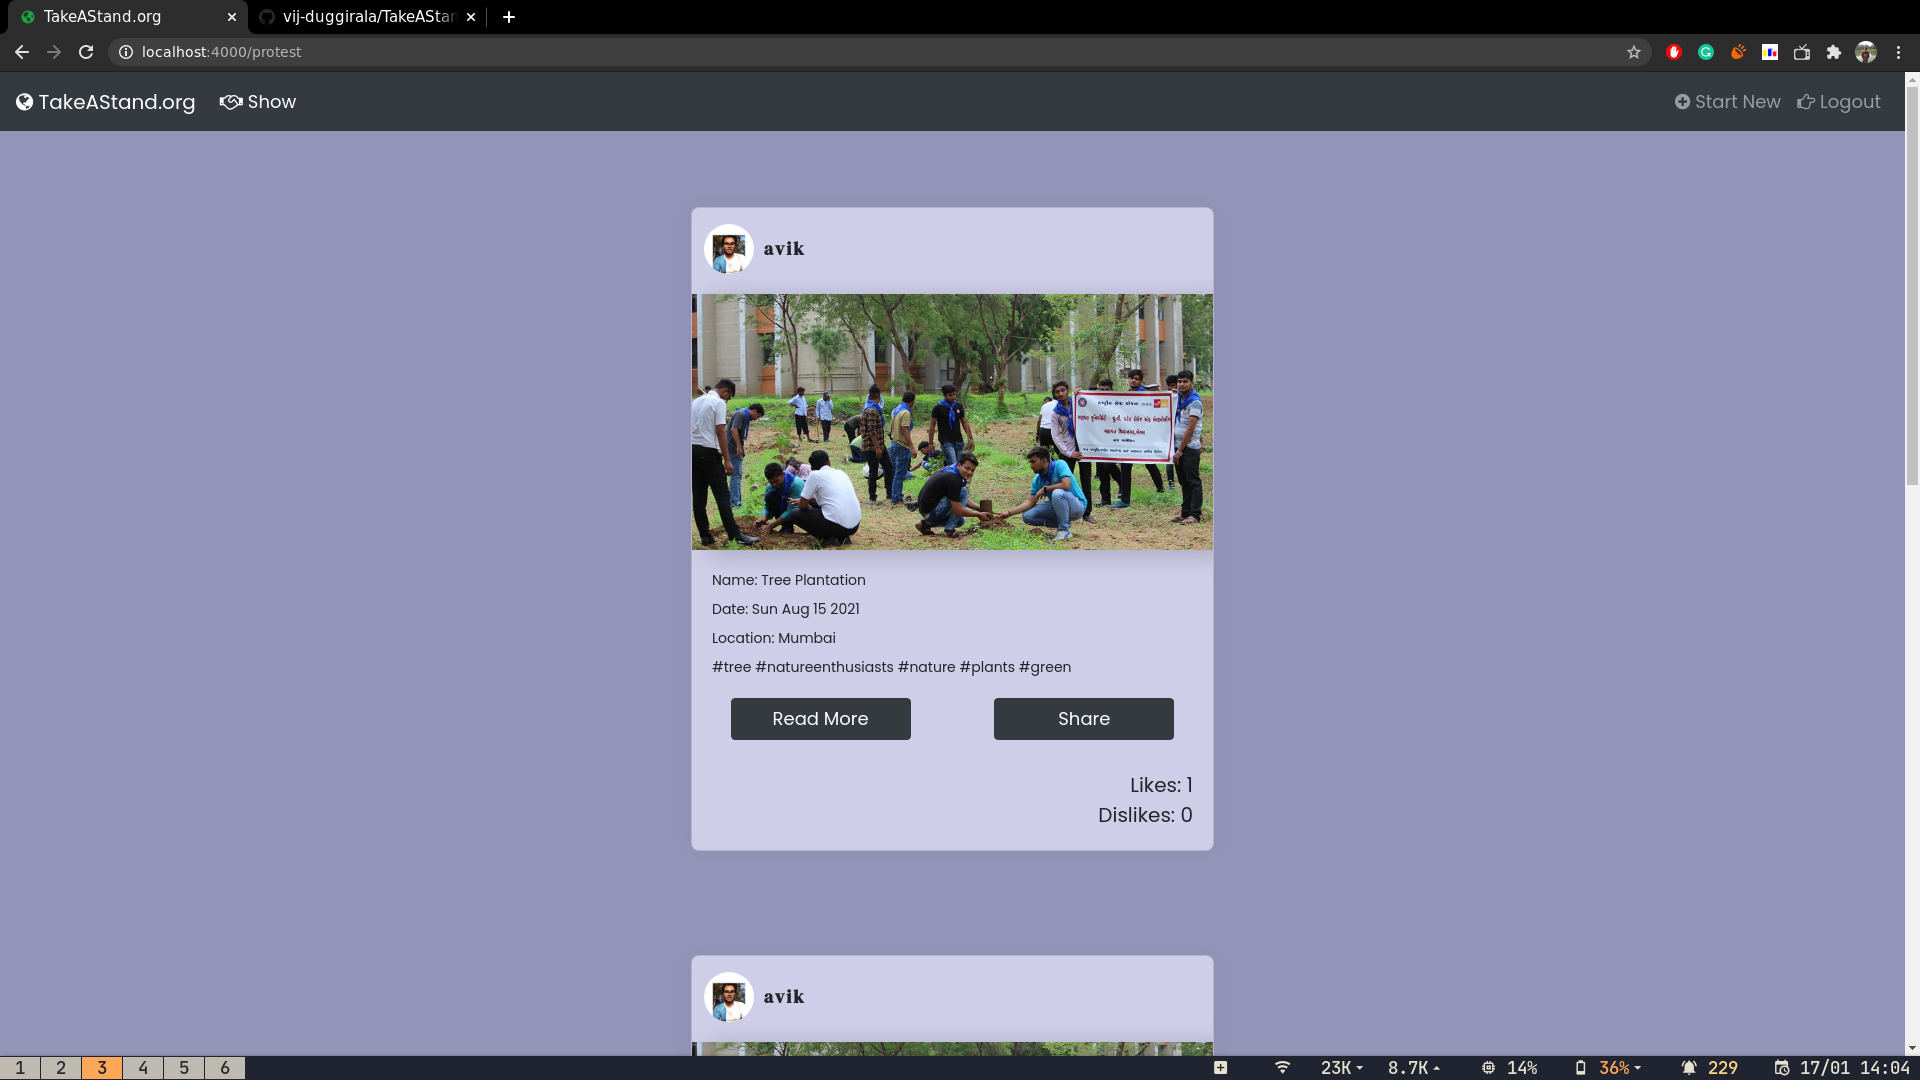 TakeAStand.org
vij-duggirala/TakeAStan
localhost:4000/protest
TakeAStand.org
Show
Start New
Logout
avik
Name: Tree Plantation
Date: Sun Aug 15 2021
Location: Mumbai
#tree #natureenthusiasts #nature #plants #green
Read More
Share
Likes: 1
Dislikes: 0
avik
1 2 3 4 5 6
23K 8.7K 14% 36% 229 17/01 14:04